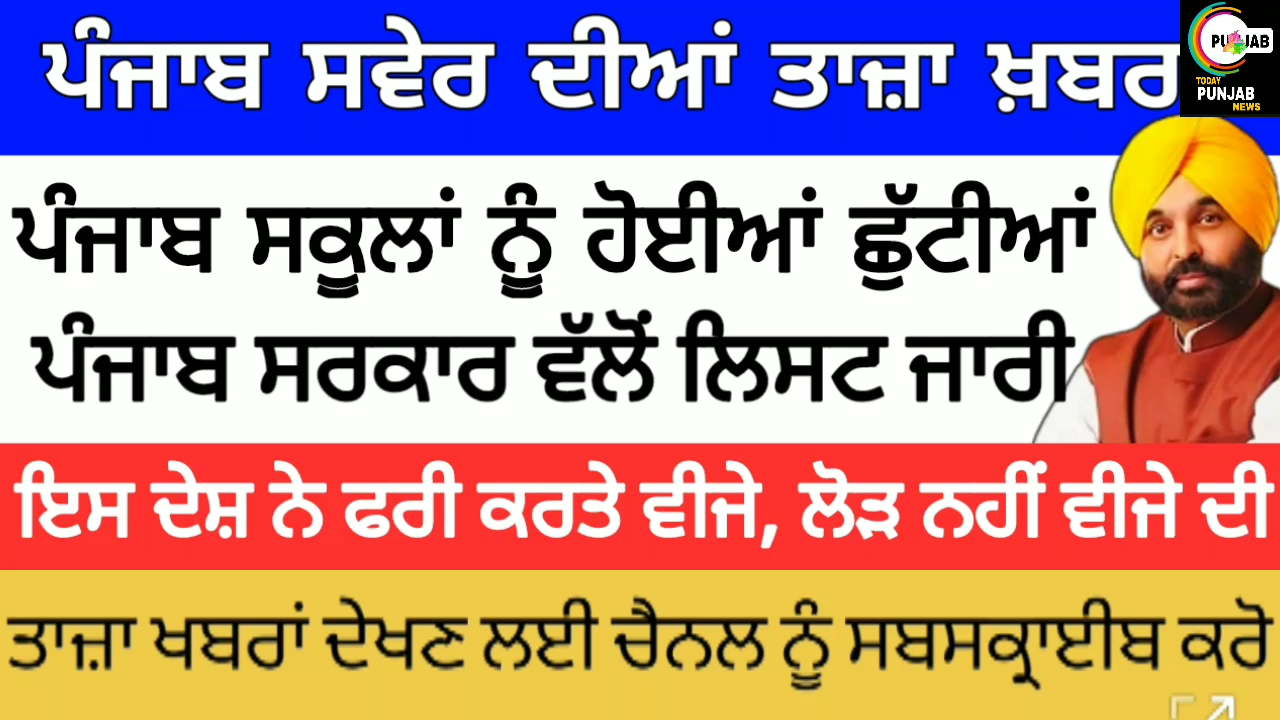 ਪੰਜਾਬ ਸਵੇਰ ਦੀਆਂ ਤਾਜ਼ਾ ਖ਼ਬਰ
PUNJAB
TODAY
PUNJAB
NEWS
ਪੰਜਾਬ ਸਕੂਲਾਂ ਨੂੰ ਹੋਈਆਂ ਛੁੱਟੀਆਂ
ਪੰਜਾਬ ਸਰਕਾਰ ਵੱਲੋਂ ਲਿਸਟ ਜਾਰੀ
ਇਸ ਦੇਸ਼ ਨੇ ਫਰੀ ਕਰਤੇ ਵੀਜੇ, ਲੋੜ ਨਹੀਂ ਵੀਜੇ ਦੀ
ਤਾਜ਼ਾ ਖਬਰਾਂ ਦੇਖਣ ਲਈ ਚੈਨਲ ਨੂੰ ਸਬਸਕ੍ਰਾਈਬ ਕਰੋ